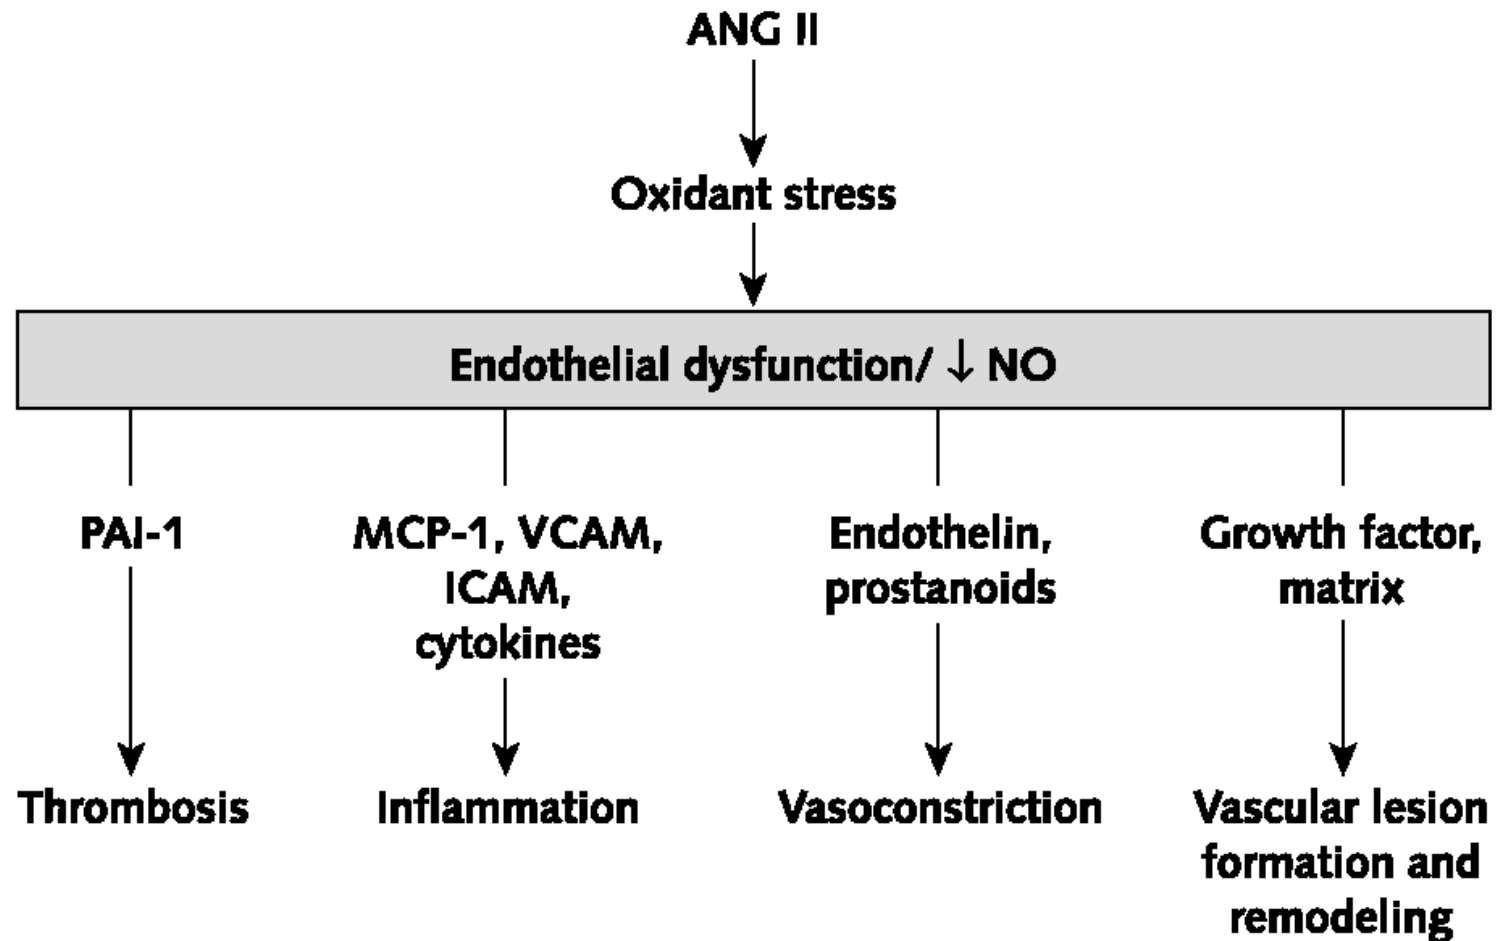 ANG II
Oxidant stress
Endothelial dysfunction/ ↓ NO
PAI-1
MCP-1, VCAM,
ICAM,
cytokines
Endothelin,
prostanoids
Growth factor,
matrix
Thrombosis
Inflammation
Vasoconstriction
Vascular lesion
formation and
remodeling